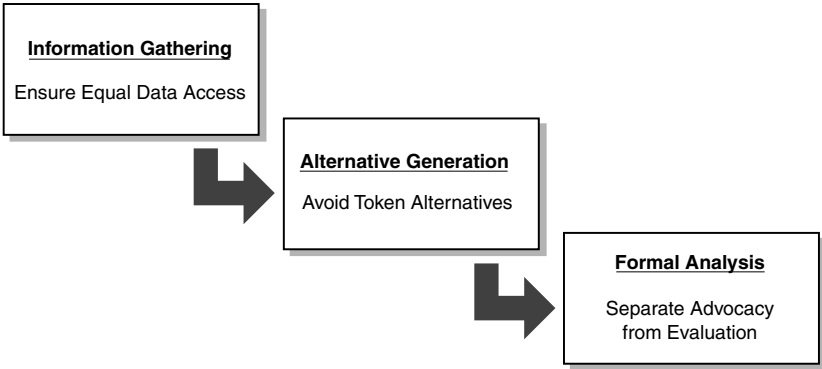 Information Gathering
Ensure Equal Data Access
Alternative Generation
Avoid Token Alternatives
Formal Analysis
Separate Advocacy
from Evaluation